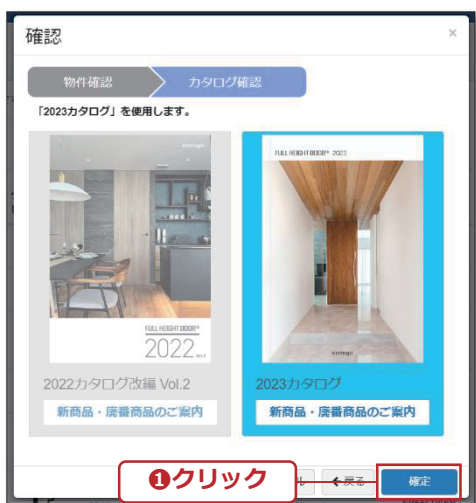 確認
×
物件確認
カタログ確認
「2023カタログ」を使用します。
FULL HEIGHT DOOR®
2022
2022カタログ改編 Vol.2
新商品・廃番商品のご案内
FULL HEIGHT DOOR® 2023
2023カタログ
新商品・廃番商品のご案内
❶クリック
ル
戻る
確定